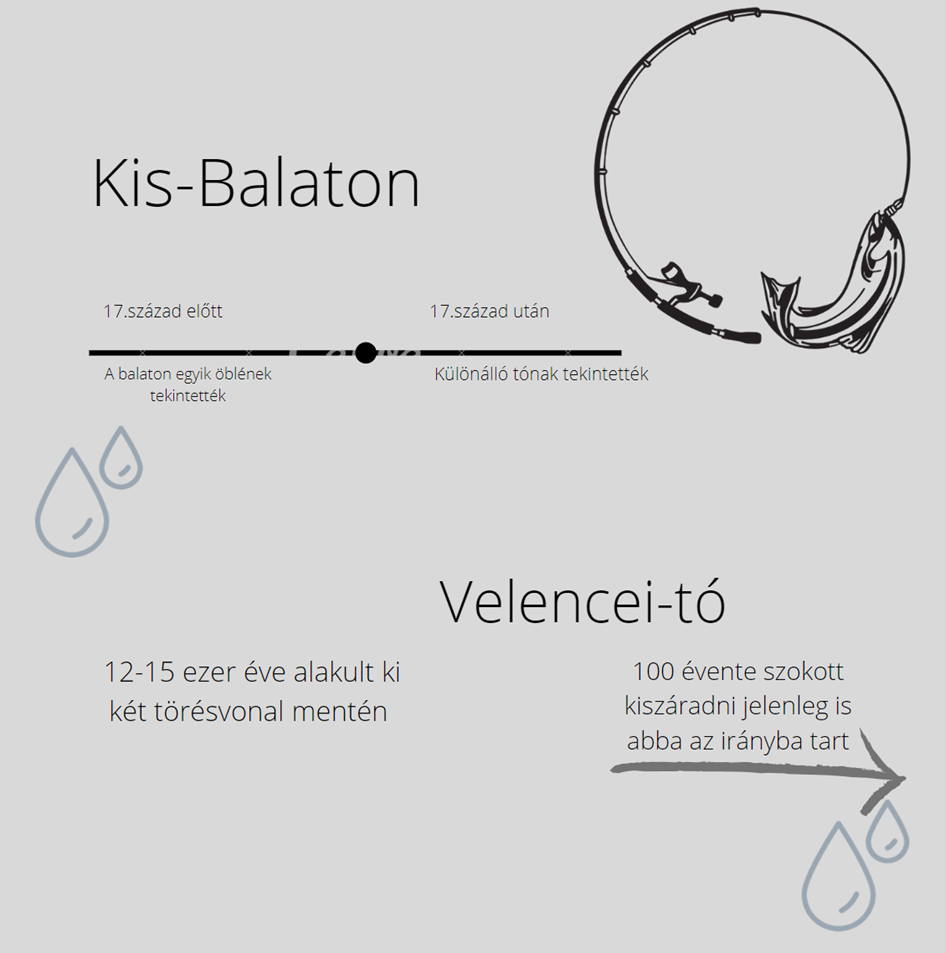 Kis-Balaton
17.század előtt
17.század után
A balaton egyik öblének
tekintették
Különálló tónak tekintették
Velencei-tó
12-15 ezer éve alakult ki
két törésvonal mentén
100 évente szokott
kiszáradni jelenleg is
abba az irányba tart